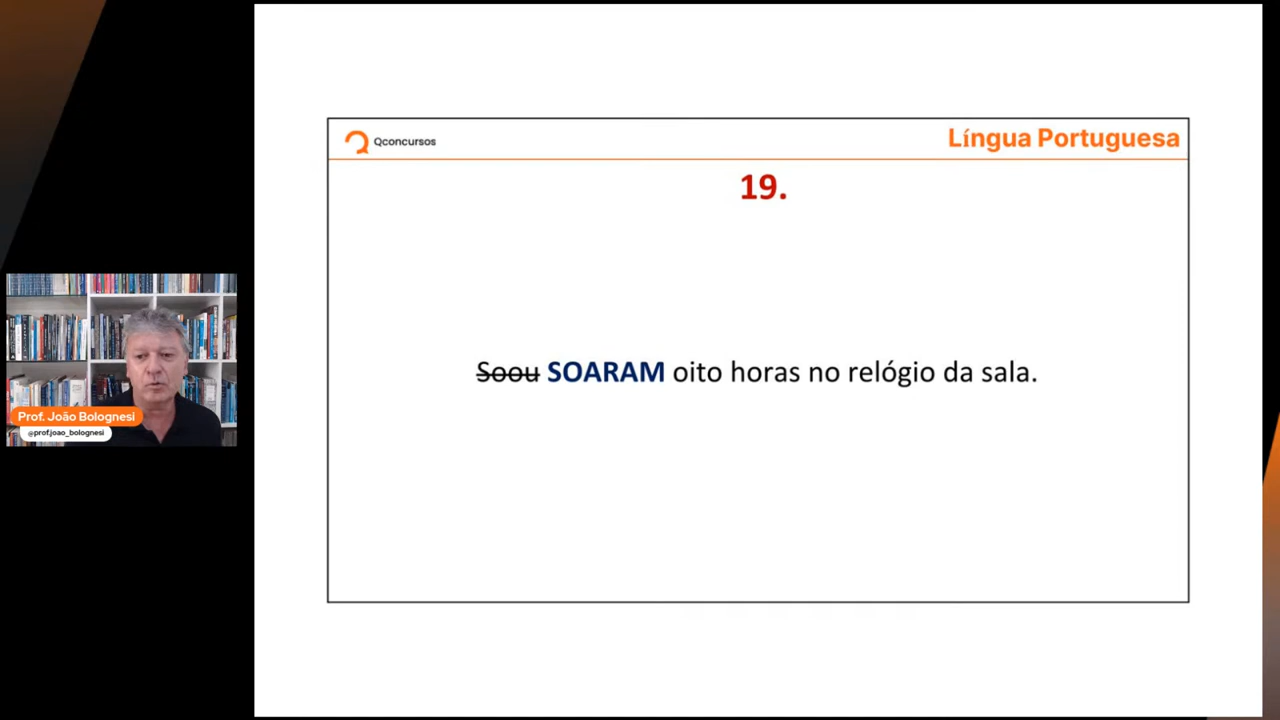 Qconcursos
Língua Portuguesa
19.
Soou SOARAM oito horas no relógio da sala.
Prof. João Bolognesi
@prof.joao_bolognesi